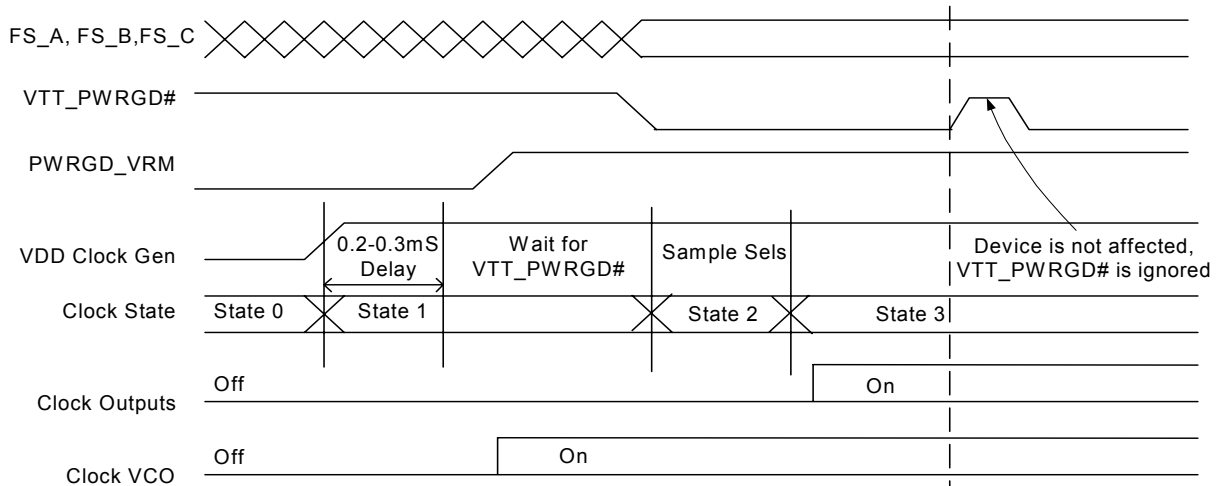 FS_A, FS_B,FS_C
VTT_PWRGD#
PWRGD_VRM
VDD Clock Gen
0.2-0.3mS
Delay
Wait for
VTT_PWRGD#
Sample Sels
Device is not affected,
VTT_PWRGD# is ignored
Clock State
State 0
State 1
State 2
State 3
Clock Outputs
Off
On
Clock VCO
Off
On